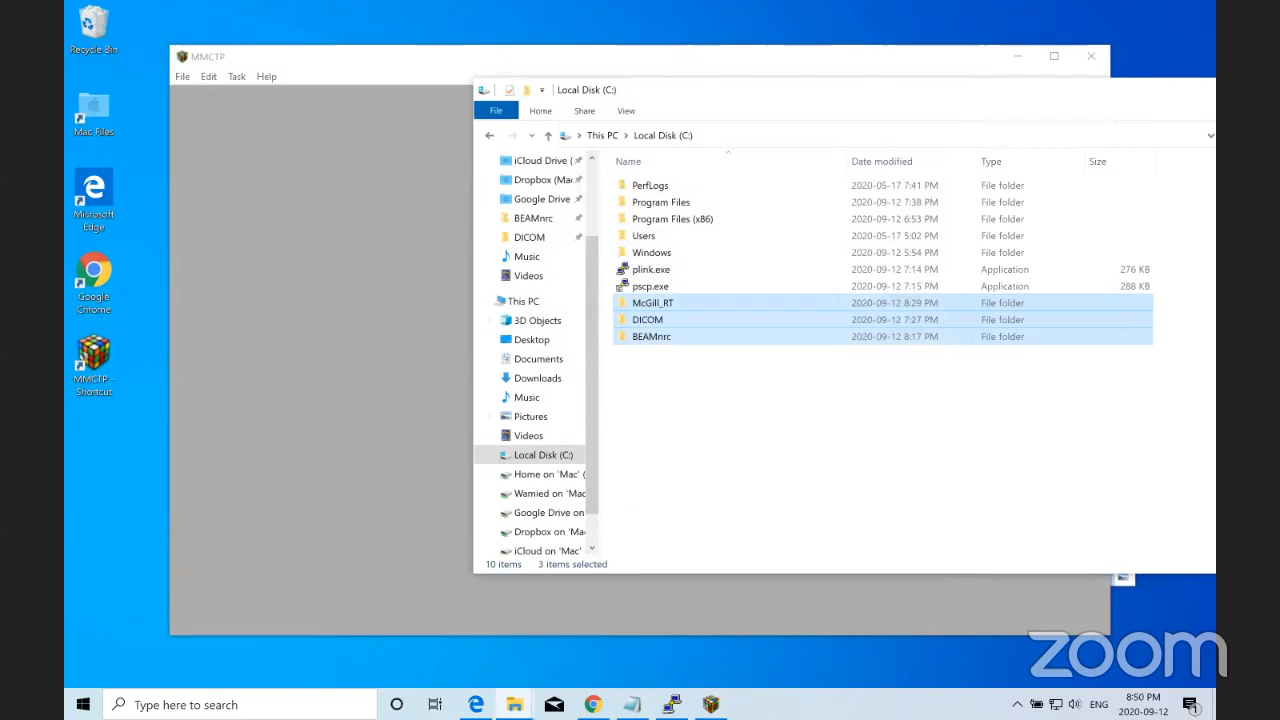 Recycle Bin
Mac Files
Microsoft
Edge
Google
Chrome
MMCTP -
Shortcut
MMCTP
File Edit Task Help
Local Disk (C:)
File Home Share View
This PC > Local Disk (C:)
iCloud Drive (
Dropbox (Mac
Google Drive
BEAMnrc
DICOM
Music
Videos
This PC
3D Objects
Desktop
Documents
Downloads
Music
Pictures
Videos
Local Disk (C:)
Home on 'Mac' (
Wamied on 'Mac
Google Drive on
Dropbox on 'Ma
iCloud on 'Mac'
Name Date modified Type Size
PerfLogs 2020-05-17 7:41 PM File folder
Program Files 2020-09-12 7:38 PM File folder
Program Files (x86) 2020-09-12 6:53 PM File folder
Users 2020-05-17 5:02 PM File folder
Windows 2020-09-12 5:54 PM File folder
plink.exe 2020-09-12 7:14 PM Application 276 KB
pscp.exe 2020-09-12 7:15 PM Application 288 KB
McGill_RT 2020-09-12 8:29 PM File folder
DICOM 2020-09-12 7:27 PM File folder
BEAMnrc 2020-09-12 8:17 PM File folder
10 items 3 items selected
zoom
Type here to search
ENG
8:50 PM
2020-09-12
1